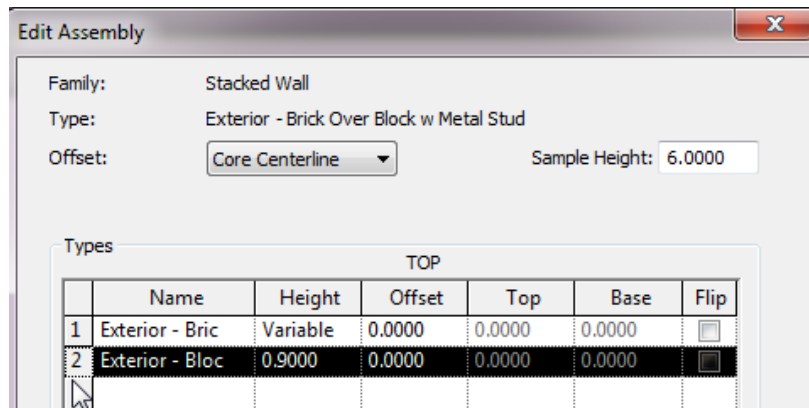 Edit Assembly
Family: Stacked Wall
Type: Exterior - Brick Over Block w Metal Stud
Offset: Core Centerline Sample Height: 6.0000
Types
TOP
Name Height Offset Top Base Flip
1 Exterior - Bric Variable 0.0000 0.0000 0.0000
2 Exterior - Bloc 0.9000 0.0000 0.0000 0.0000